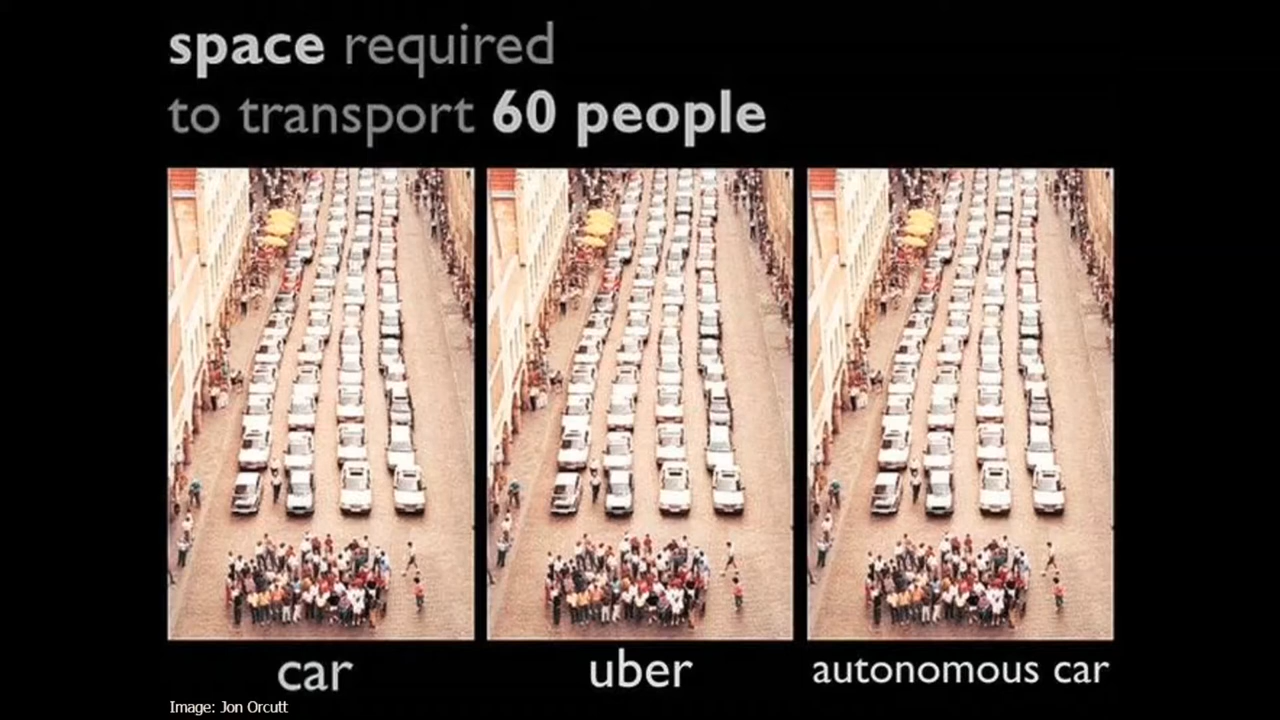 space required
to transport 60 people
car
uber
autonomous car
Image: Jon Orcutt